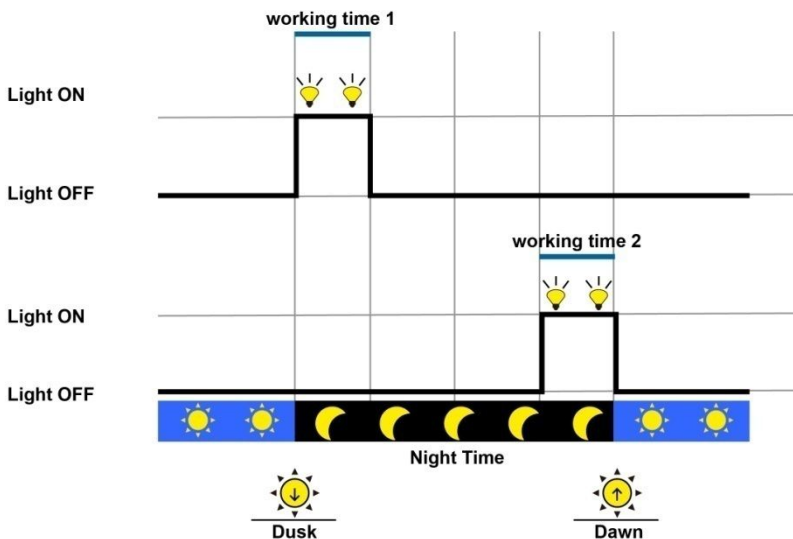 working time 1
Light ON
Light OFF
working time 2
Light ON
Light OFF
Night Time
Dusk
Dawn